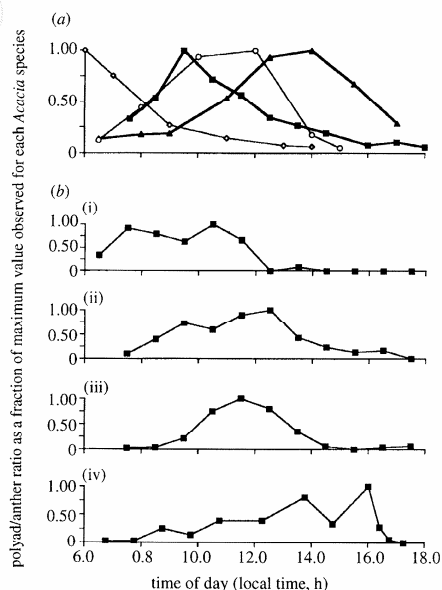 (a)
polyad/anther ratio as a fraction of maximum value observed for each Acacia species
1.00
0.50
0
(b)
(i)
1.00
0.50
0
(ii)
1.00
0.50
0
(iii)
1.00
0.50
0
(iv)
1.00
0.50
0
6.0 8.0 10.0 12.0 14.0 16.0 18.0
time of day (local time, h)